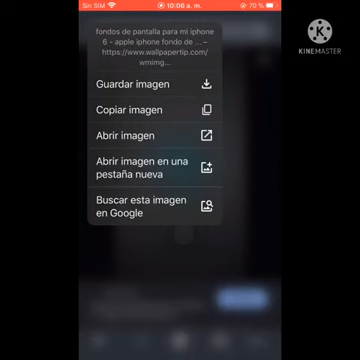 Sin SIM
10:06 a. m.
70 %
fondos de pantalla para mi iphone
6 - apple iphone fondo de ... –
https://www.wallpapertip.com/
wmimg...
Guardar imagen
Copiar imagen
Abrir imagen
Abrir imagen en una
pestaña nueva
Buscar esta imagen
en Google
K
KINEMASTER